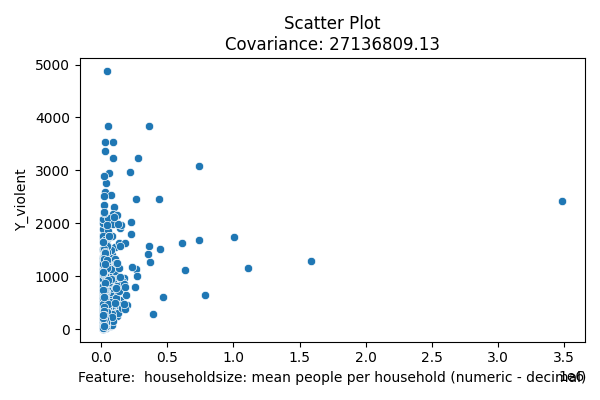 Scatter Plot
Covariance: 27136809.13
Y_violent
5000
4000
3000
2000
1000
0
0.0 0.5 1.0 1.5 2.0 2.5 3.0 3.5
1e6
Feature:  householdsize: mean people per household (numeric - decimal)